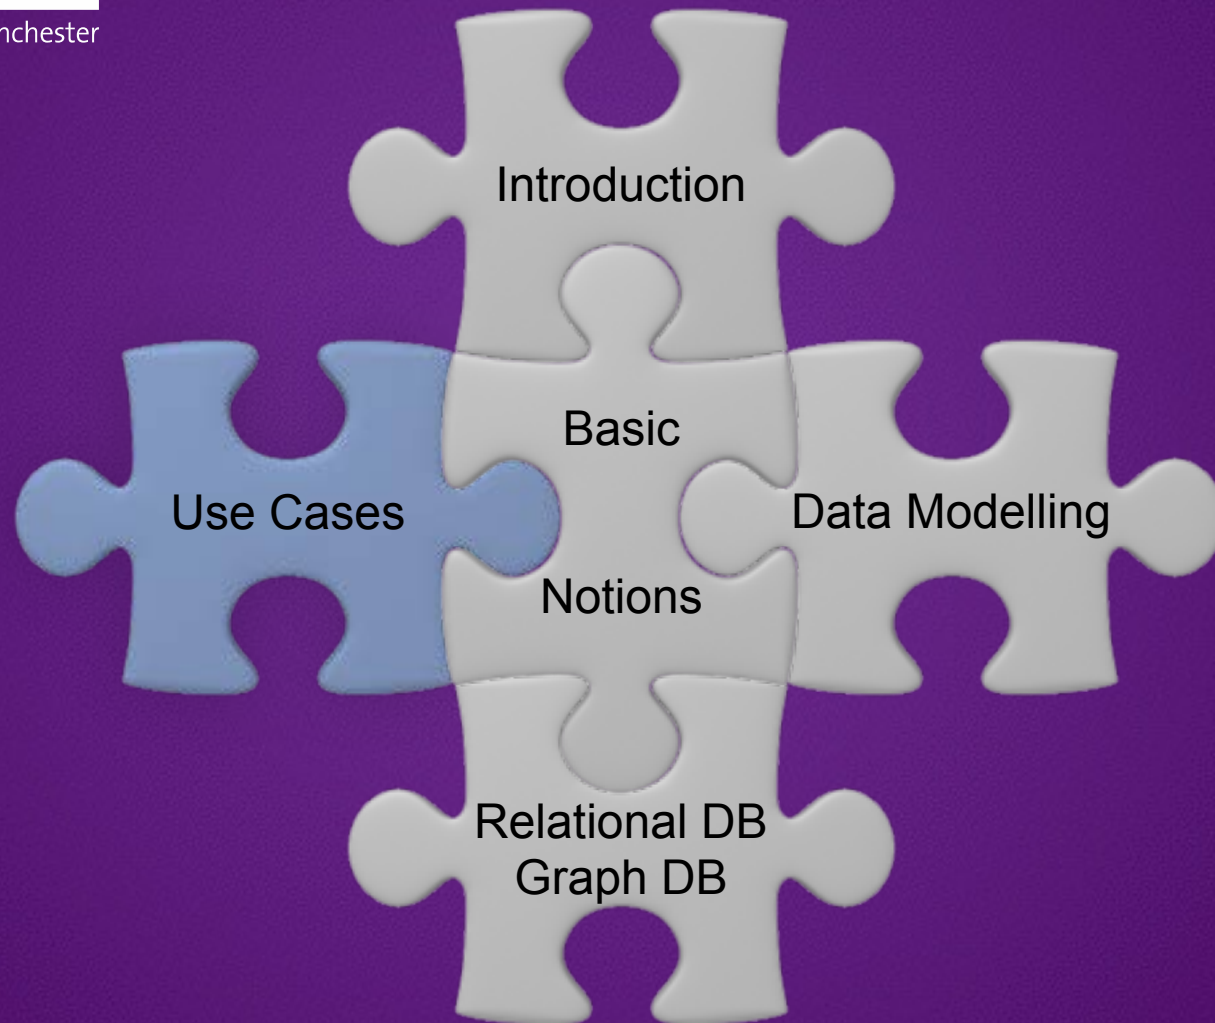 nchester
Introduction
Basic
Use Cases
Data Modelling
Notions
Relational DB
Graph DB